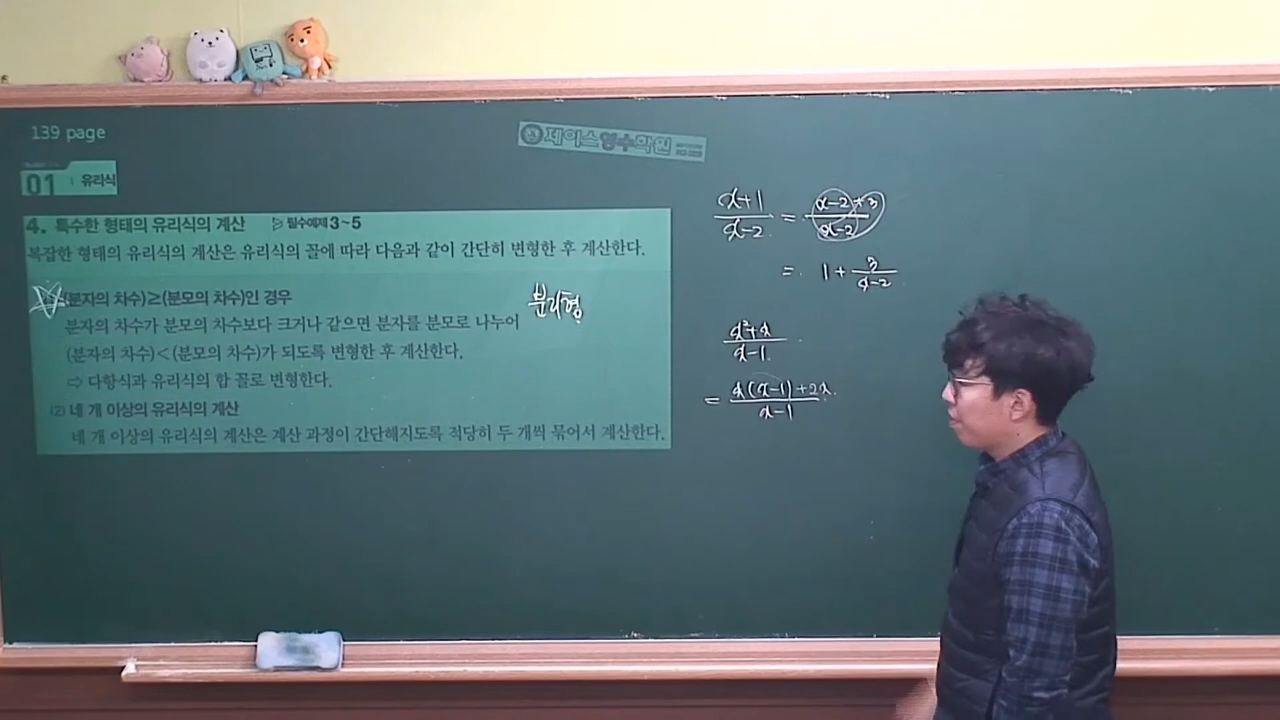 139 page
제이스영수학원
01 유리식
4. 특수한 형태의 유리식의 계산 ▷ 필수예제 3~5
복잡한 형태의 유리식의 계산은 유리식의 꼴에 따라 다음과 같이 간단히 변형한 후 계산한다.
(분자의 차수)≥(분모의 차수)인 경우
분리형
분자의 차수가 분모의 차수보다 크거나 같으면 분자를 분모로 나누어
(분자의 차수)<(분모의 차수)가 되도록 변형한 후 계산한다.
⇨ 다항식과 유리식의 합 꼴로 변형한다.
(2) 네 개 이상의 유리식의 계산
네 개 이상의 유리식의 계산은 계산 과정이 간단해지도록 적당히 두 개씩 묶어서 계산한다.
x+1 / x-2 = x-2+3 / x-2
= 1 + 3 / x-2
x²+x / x-1
= x(x-1)+2x / x-1